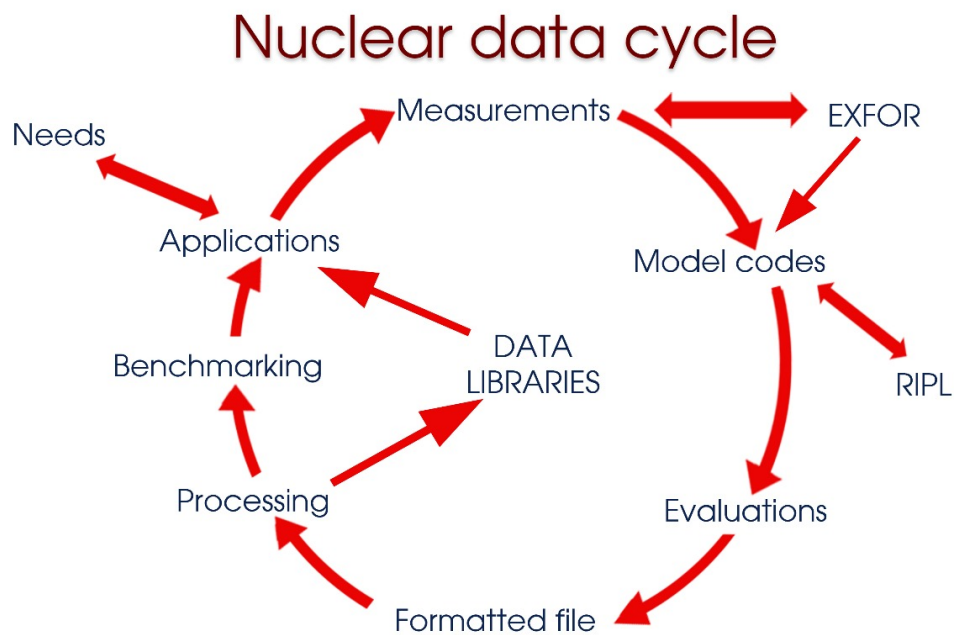 Nuclear data cycle
Measurements
EXFOR
Needs
Applications
Model codes
Benchmarking
DATA
LIBRARIES
RIPL
Processing
Evaluations
Formatted file